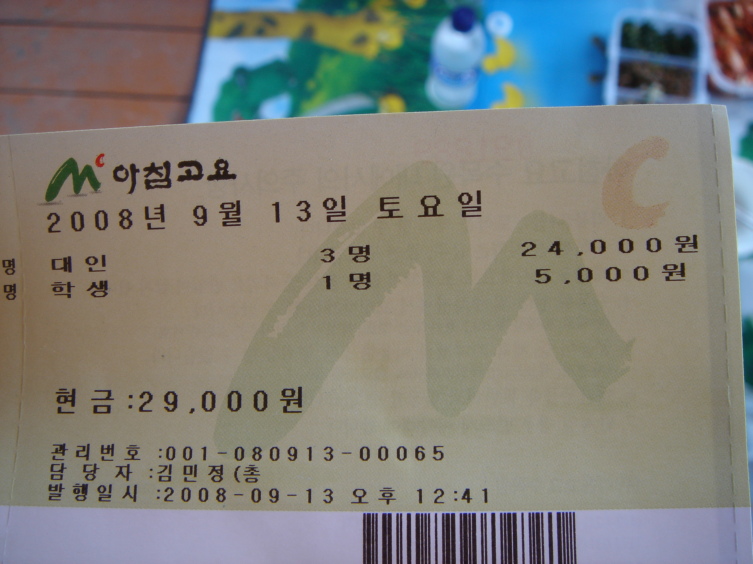 아침고요
2008년 9월 13일 토요일
명 대인 3명 24,000원
명 학생 1명 5,000원
현금:29,000원
관리번호:001-080913-00065
담당자:김민정(총
발행일시:2008-09-13 오후 12:41